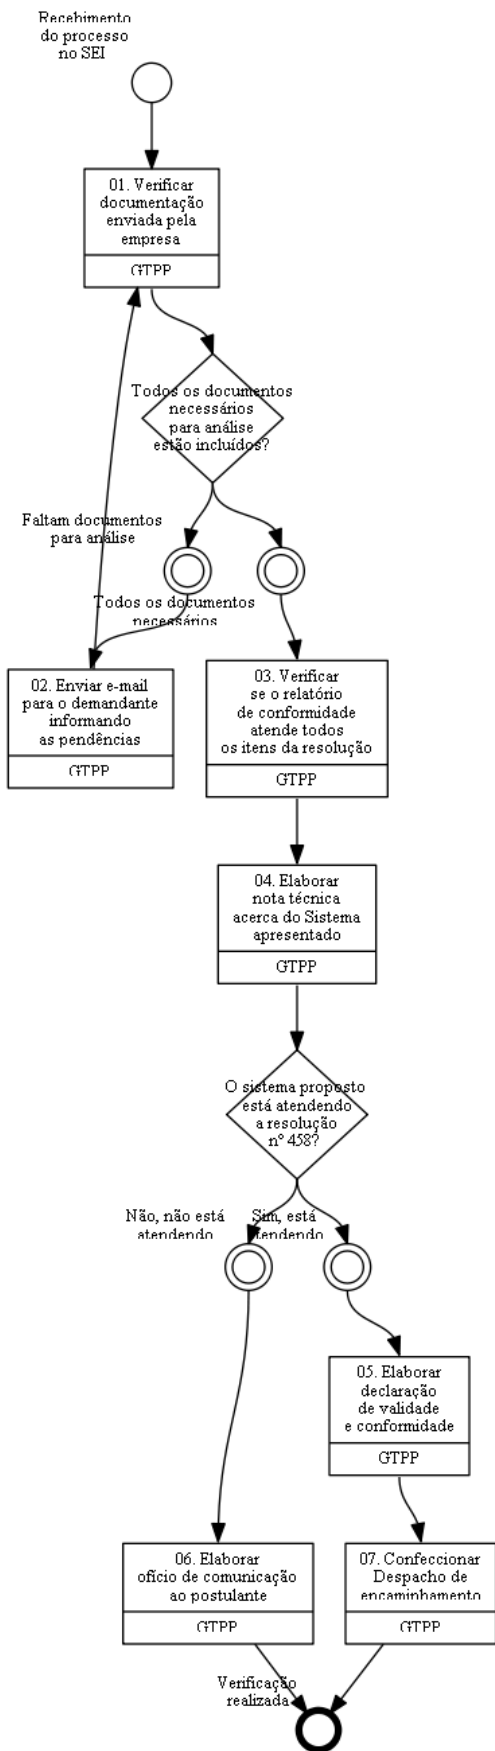 Recebimento
do processo
no SEI
01. Verificar
documentação
enviada pela
empresa
GTPP
Todos os documentos
necessários
para análise
estão incluídos?
Faltam documentos
para análise
Todos os documentos
necessários
02. Enviar e-mail
para o demandante
informando
as pendências
GTPP
03. Verificar
se o relatório
de conformidade
atende todos
os itens da resolução
GTPP
04. Elaborar
nota técnica
acerca do Sistema
apresentado
GTPP
O sistema proposto
está atendendo
a resolução
nº 458?
Não, não está
atendendo
Sim, está
atendendo
05. Elaborar
declaração
de validade
e conformidade
GTPP
06. Elaborar
ofício de comunicação
ao postulante
GTPP
07. Confeccionar
Despacho de
encaminhamento
GTPP
Verificação
realizada